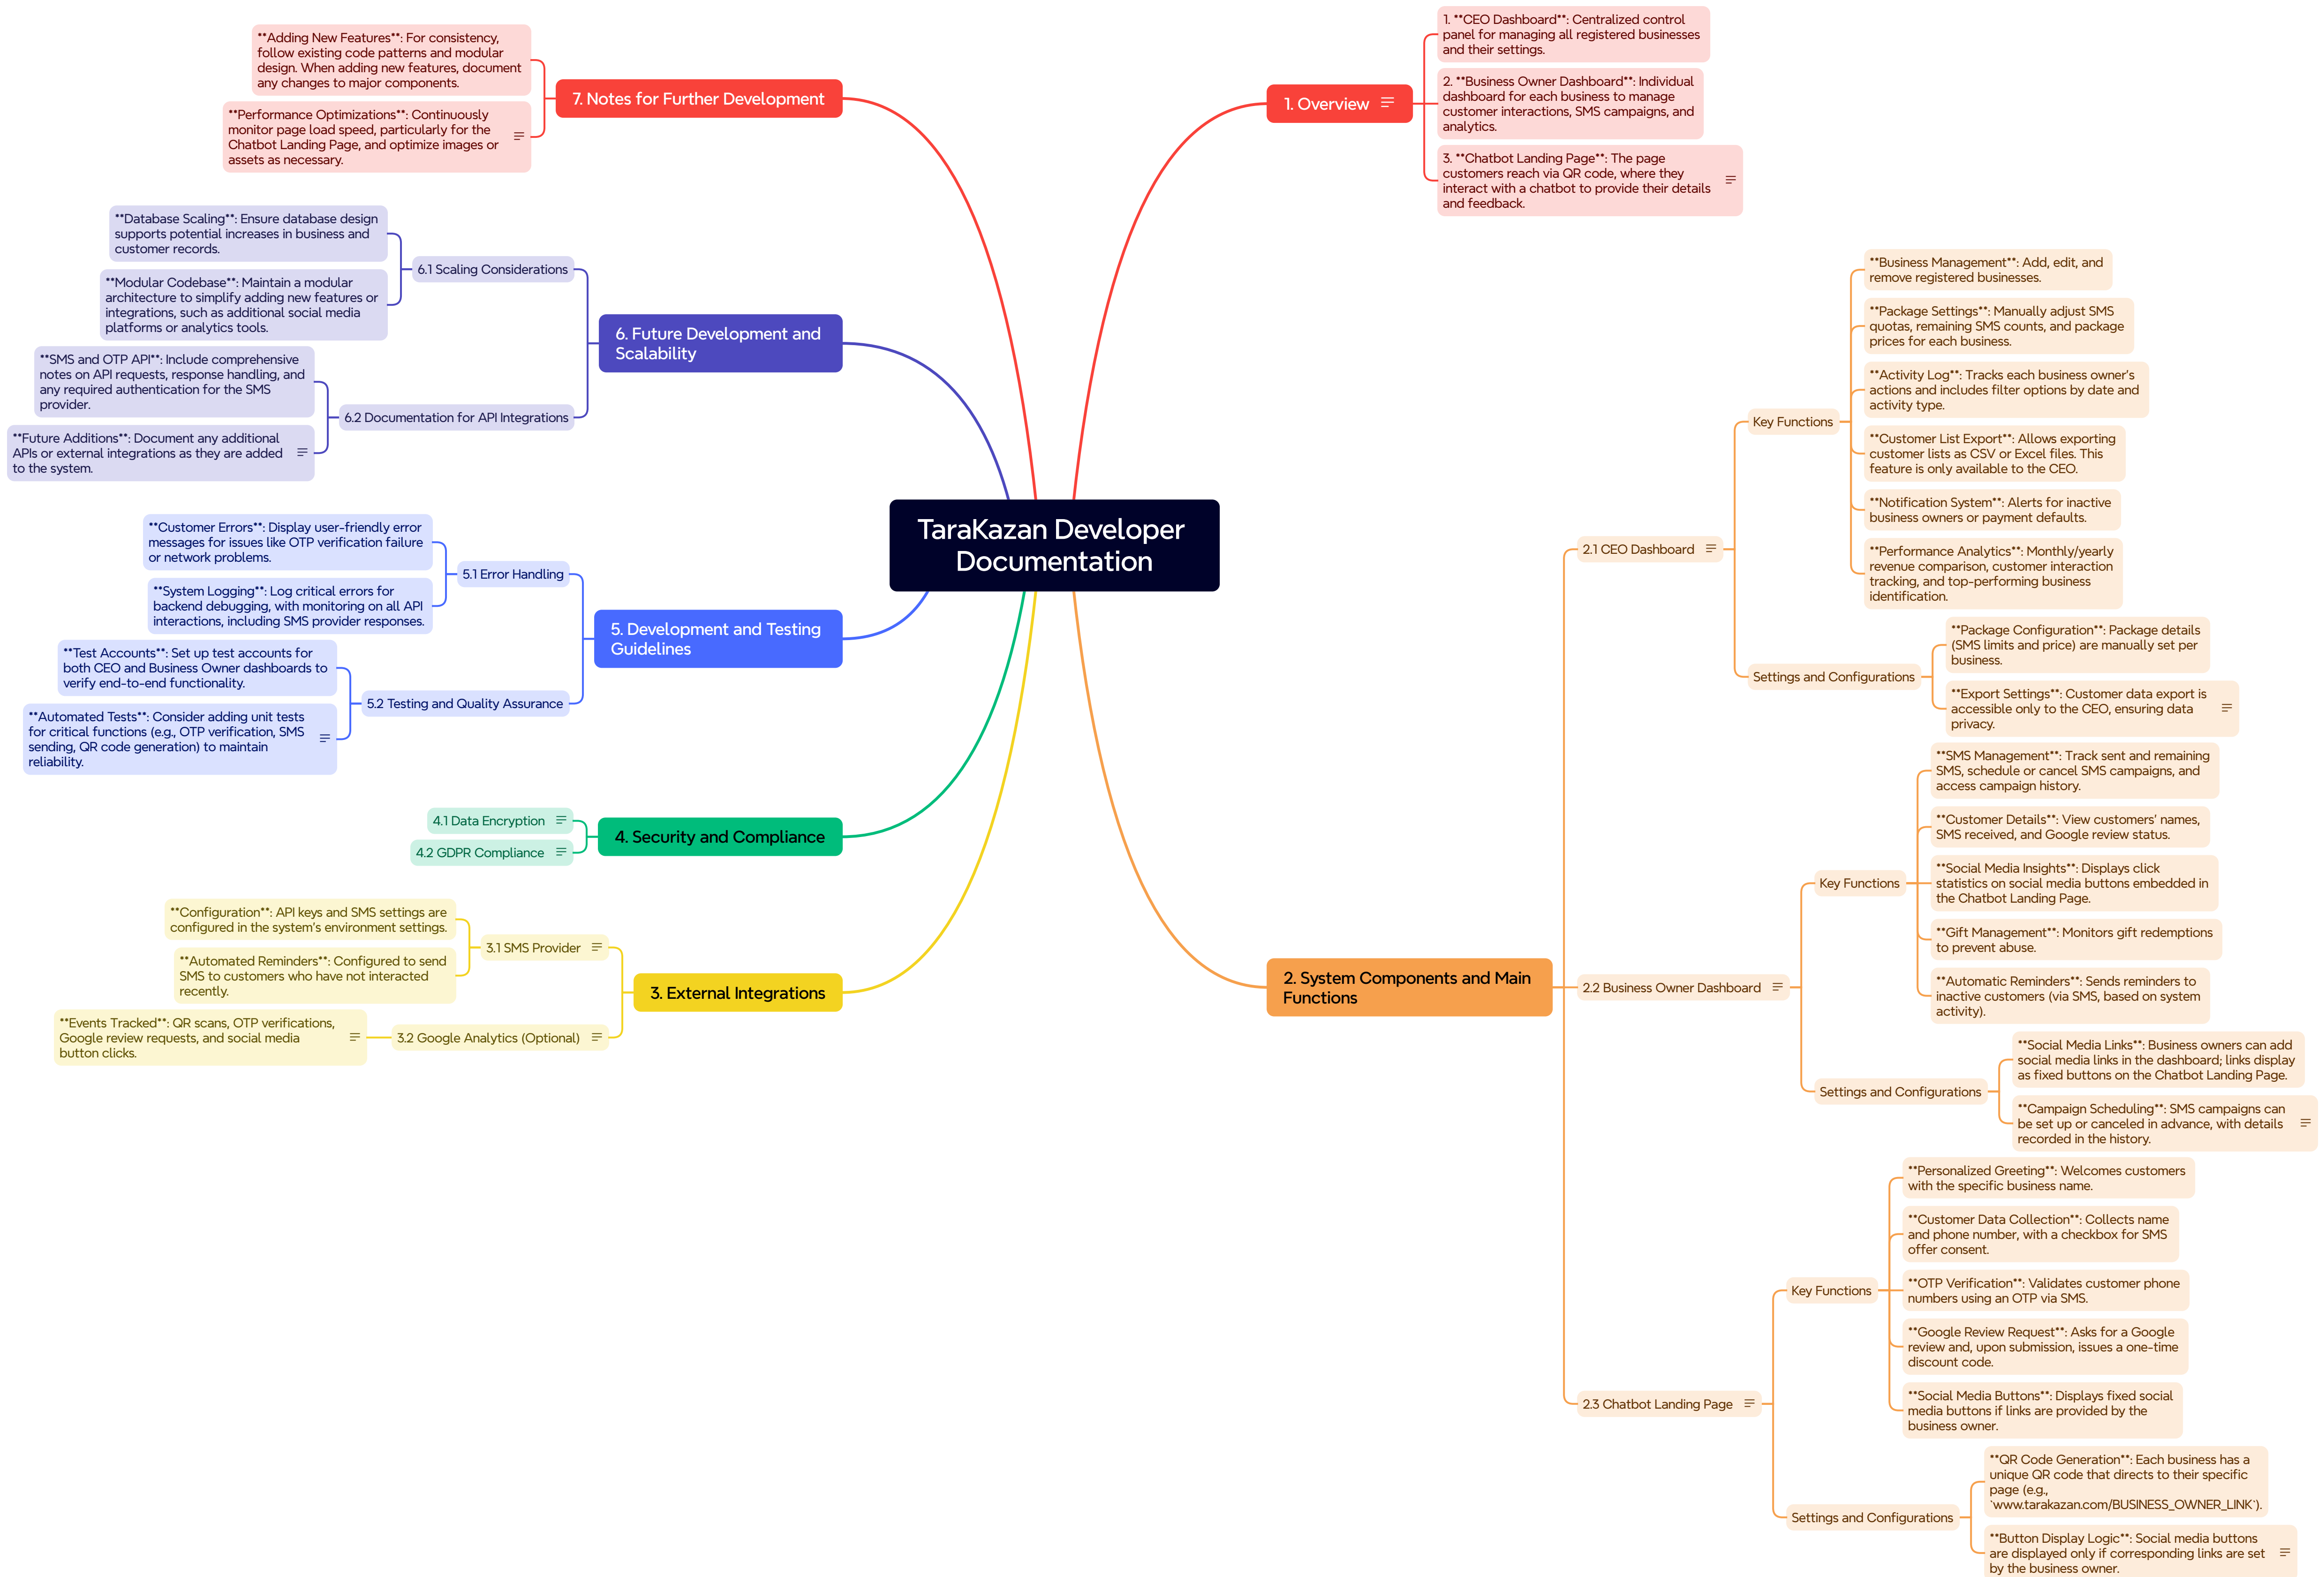 TaraKazan Developer
Documentation
1. Overview
1. **CEO Dashboard**: Centralized control
panel for managing all registered businesses
and their settings.
2. **Business Owner Dashboard**: Individual
dashboard for each business to manage
customer interactions, SMS campaigns, and
analytics.
3. **Chatbot Landing Page**: The page
customers reach via QR code, where they
interact with a chatbot to provide their details
and feedback.
2. System Components and Main
Functions
2.1 CEO Dashboard
Key Functions
**Business Management**: Add, edit, and
remove registered businesses.
**Package Settings**: Manually adjust SMS
quotas, remaining SMS counts, and package
prices for each business.
**Activity Log**: Tracks each business owner's
actions and includes filter options by date and
activity type.
**Customer List Export**: Allows exporting
customer lists as CSV or Excel files. This
feature is only available to the CEO.
**Notification System**: Alerts for inactive
business owners or payment defaults.
**Performance Analytics**: Monthly/yearly
revenue comparison, customer interaction
tracking, and top-performing business
identification.
Settings and Configurations
**Package Configuration**: Package details
(SMS limits and price) are manually set per
business.
**Export Settings**: Customer data export is
accessible only to the CEO, ensuring data
privacy.
2.2 Business Owner Dashboard
Key Functions
**SMS Management**: Track sent and remaining
SMS, schedule or cancel SMS campaigns, and
access campaign history.
**Customer Details**: View customers' names,
SMS received, and Google review status.
**Social Media Insights**: Displays click
statistics on social media buttons embedded in
the Chatbot Landing Page.
**Gift Management**: Monitors gift redemptions
to prevent abuse.
**Automatic Reminders**: Sends reminders to
inactive customers (via SMS, based on system
activity).
Settings and Configurations
**Social Media Links**: Business owners can add
social media links in the dashboard; links display
as fixed buttons on the Chatbot Landing Page.
**Campaign Scheduling**: SMS campaigns can
be set up or canceled in advance, with details
recorded in the history.
2.3 Chatbot Landing Page
Key Functions
**Personalized Greeting**: Welcomes customers
with the specific business name.
**Customer Data Collection**: Collects name
and phone number, with a checkbox for SMS
offer consent.
**OTP Verification**: Validates customer phone
numbers using an OTP via SMS.
**Google Review Request**: Asks for a Google
review and, upon submission, issues a one-time
discount code.
**Social Media Buttons**: Displays fixed social
media buttons if links are provided by the
business owner.
Settings and Configurations
**QR Code Generation**: Each business has a
unique QR code that directs to their specific
page (e.g.,
`www.tarakazan.com/BUSINESS_OWNER_LINK`).
**Button Display Logic**: Social media buttons
are displayed only if corresponding links are set
by the business owner.
3. External Integrations
3.1 SMS Provider
**Configuration**: API keys and SMS settings are
configured in the system's environment settings.
**Automated Reminders**: Configured to send
SMS to customers who have not interacted
recently.
3.2 Google Analytics (Optional)
**Events Tracked**: QR scans, OTP verifications,
Google review requests, and social media
button clicks.
4. Security and Compliance
4.1 Data Encryption
4.2 GDPR Compliance
5. Development and Testing
Guidelines
5.1 Error Handling
**Customer Errors**: Display user-friendly error
messages for issues like OTP verification failure
or network problems.
**System Logging**: Log critical errors for
backend debugging, with monitoring on all API
interactions, including SMS provider responses.
5.2 Testing and Quality Assurance
**Test Accounts**: Set up test accounts for
both CEO and Business Owner dashboards to
verify end-to-end functionality.
**Automated Tests**: Consider adding unit tests
for critical functions (e.g., OTP verification, SMS
sending, QR code generation) to maintain
reliability.
6. Future Development and
Scalability
6.1 Scaling Considerations
**Database Scaling**: Ensure database design
supports potential increases in business and
customer records.
**Modular Codebase**: Maintain a modular
architecture to simplify adding new features or
integrations, such as additional social media
platforms or analytics tools.
6.2 Documentation for API Integrations
**SMS and OTP API**: Include comprehensive
notes on API requests, response handling, and
any required authentication for the SMS
provider.
**Future Additions**: Document any additional
APIs or external integrations as they are added
to the system.
7. Notes for Further Development
**Adding New Features**: For consistency,
follow existing code patterns and modular
design. When adding new features, document
any changes to major components.
**Performance Optimizations**: Continuously
monitor page load speed, particularly for the
Chatbot Landing Page, and optimize images or
assets as necessary.